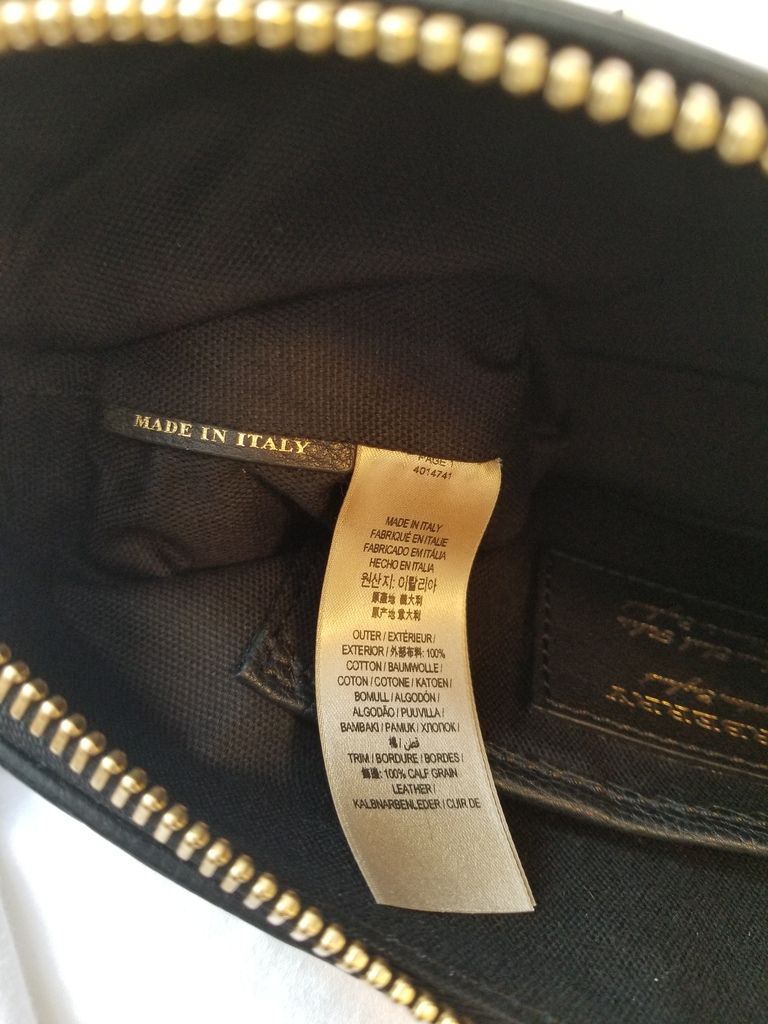 MADE IN ITALY
PAGE 1
4014741
MADE IN ITALY
FABRIQUÉ EN ITALIE
FABRICADO EM ITÁLIA
HECHO EN ITALIA
원산지: 이탈리아
原產地 義大利
原产地 意大利
OUTER / EXTÉRIEUR /
EXTERIOR / 外部布料: 100%
COTTON / BAUMWOLLE /
COTON / COTONE / KATOEN /
BOMULL / ALGODÓN /
ALGODÃO / PUUVILLA /
BAMBAKI / PAMUK / ХЛОПОК /
棉 / قطن
TRIM / BORDURE / BORDES /
100% CALF GRAIN
LEATHER /
KALBNARBENLEDER / CUIR DE